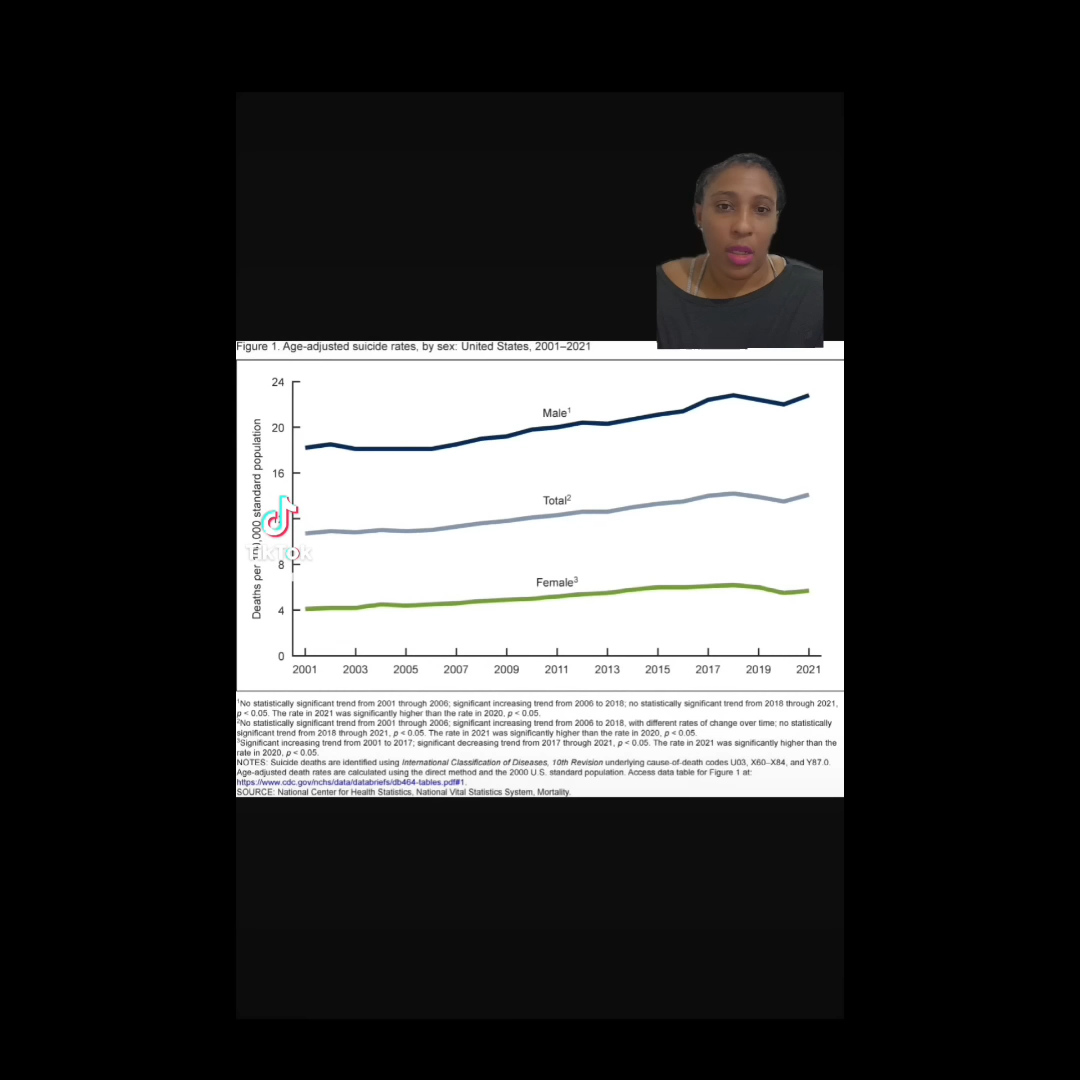 Figure 1. Age-adjusted suicide rates, by sex: United States, 2001–2021
24
20
16
8
4
0
Deaths per 100,000 standard population
Male¹
Total²
Female³
TikTok
2001 2003 2005 2007 2009 2011 2013 2015 2017 2019 2021
¹No statistically significant trend from 2001 through 2006; significant increasing trend from 2006 to 2018; no statistically significant trend from 2018 through 2021,
p < 0.05. The rate in 2021 was significantly higher than the rate in 2020, p < 0.05.
²No statistically significant trend from 2001 through 2006; significant increasing trend from 2006 to 2018, with different rates of change over time; no statistically
significant trend from 2018 through 2021, p < 0.05. The rate in 2021 was significantly higher than the rate in 2020, p < 0.05.
³Significant increasing trend from 2001 to 2017; significant decreasing trend from 2017 through 2021, p < 0.05. The rate in 2021 was significantly higher than the
rate in 2020, p < 0.05.
NOTES: Suicide deaths are identified using International Classification of Diseases, 10th Revision underlying cause-of-death codes U03, X60–X84, and Y87.0.
Age-adjusted death rates are calculated using the direct method and the 2000 U.S. standard population. Access data table for Figure 1 at:
https://www.cdc.gov/nchs/data/databriefs/db464-tables.pdf#1.
SOURCE: National Center for Health Statistics, National Vital Statistics System, Mortality.